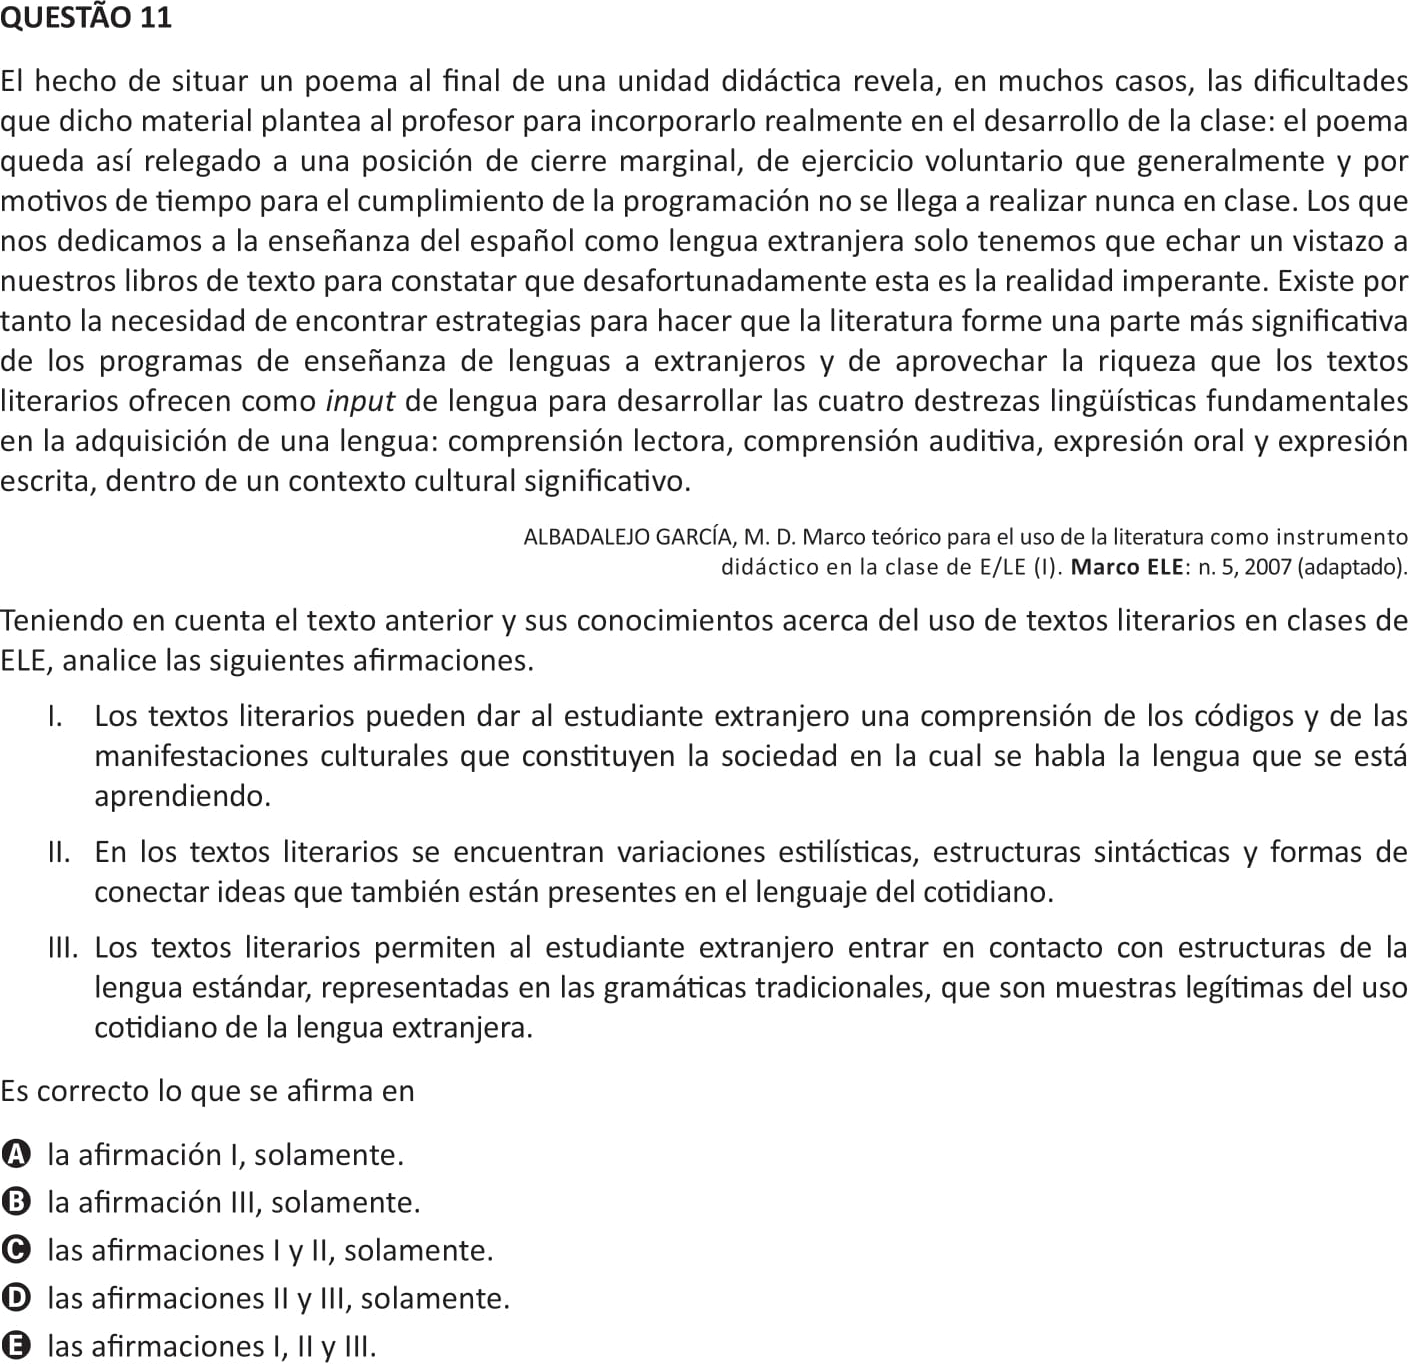 QUESTÃO 11
El hecho de situar un poema al final de una unidad didáctica revela, en muchos casos, las dificultades
que dicho material plantea al profesor para incorporarlo realmente en el desarrollo de la clase: el poema
queda así relegado a una posición de cierre marginal, de ejercicio voluntario que generalmente y por
motivos de tiempo para el cumplimiento de la programación no se llega a realizar nunca en clase. Los que
nos dedicamos a la enseñanza del español como lengua extranjera solo tenemos que echar un vistazo a
nuestros libros de texto para constatar que desafortunadamente esta es la realidad imperante. Existe por
tanto la necesidad de encontrar estrategias para hacer que la literatura forme una parte más significativa
de los programas de enseñanza de lenguas a extranjeros y de aprovechar la riqueza que los textos
literarios ofrecen como input de lengua para desarrollar las cuatro destrezas lingüísticas fundamentales
en la adquisición de una lengua: comprensión lectora, comprensión auditiva, expresión oral y expresión
escrita, dentro de un contexto cultural significativo.
ALBADALEJO GARCÍA, M. D. Marco teórico para el uso de la literatura como instrumento
didáctico en la clase de E/LE (I). Marco ELE: n. 5, 2007 (adaptado).
Teniendo en cuenta el texto anterior y sus conocimientos acerca del uso de textos literarios en clases de
ELE, analice las siguientes afirmaciones.
I. Los textos literarios pueden dar al estudiante extranjero una comprensión de los códigos y de las
manifestaciones culturales que constituyen la sociedad en la cual se habla la lengua que se está
aprendiendo.
II. En los textos literarios se encuentran variaciones estilísticas, estructuras sintácticas y formas de
conectar ideas que también están presentes en el lenguaje del cotidiano.
III. Los textos literarios permiten al estudiante extranjero entrar en contacto con estructuras de la
lengua estándar, representadas en las gramáticas tradicionales, que son muestras legítimas del uso
cotidiano de la lengua extranjera.
Es correcto lo que se afirma en
A la afirmación I, solamente.
B la afirmación III, solamente.
C las afirmaciones I y II, solamente.
D las afirmaciones II y III, solamente.
E las afirmaciones I, II y III.